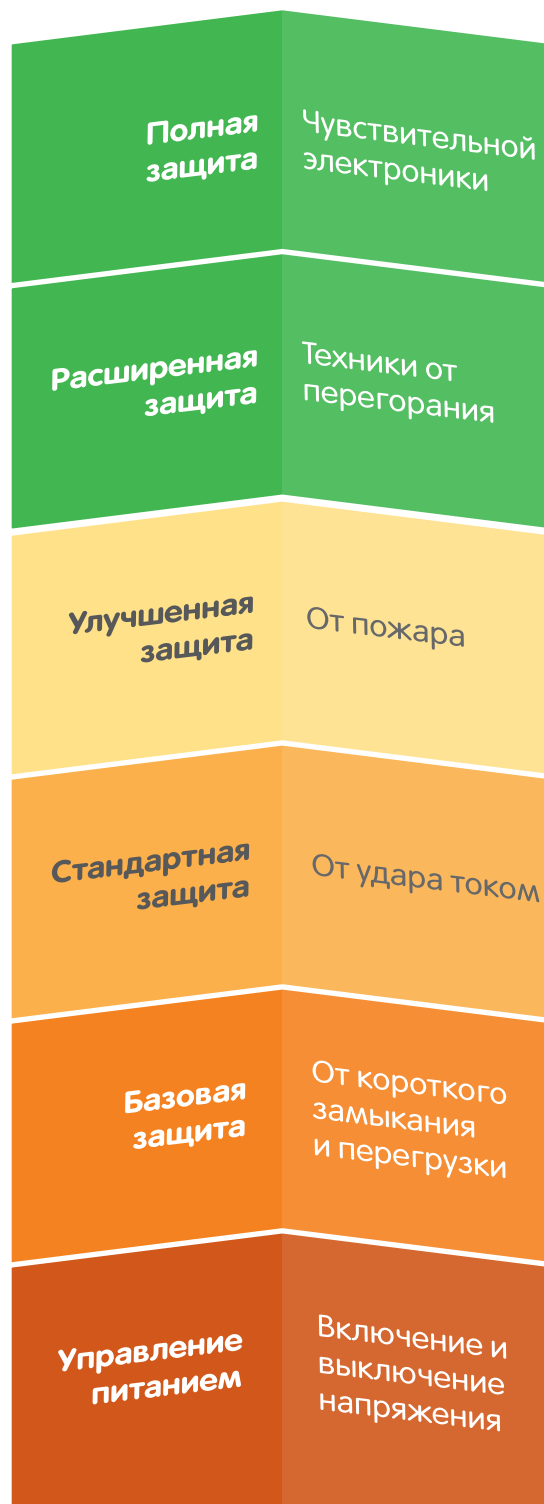 Полная
защита
Чувствительной
электроники
Расширенная
защита
Техники от
перегорания
Улучшенная
защита
От пожара
Стандартная
защита
От удара током
Базовая
защита
От короткого
замыкания
и перегрузки
Управление
питанием
Включение и
выключение
напряжения